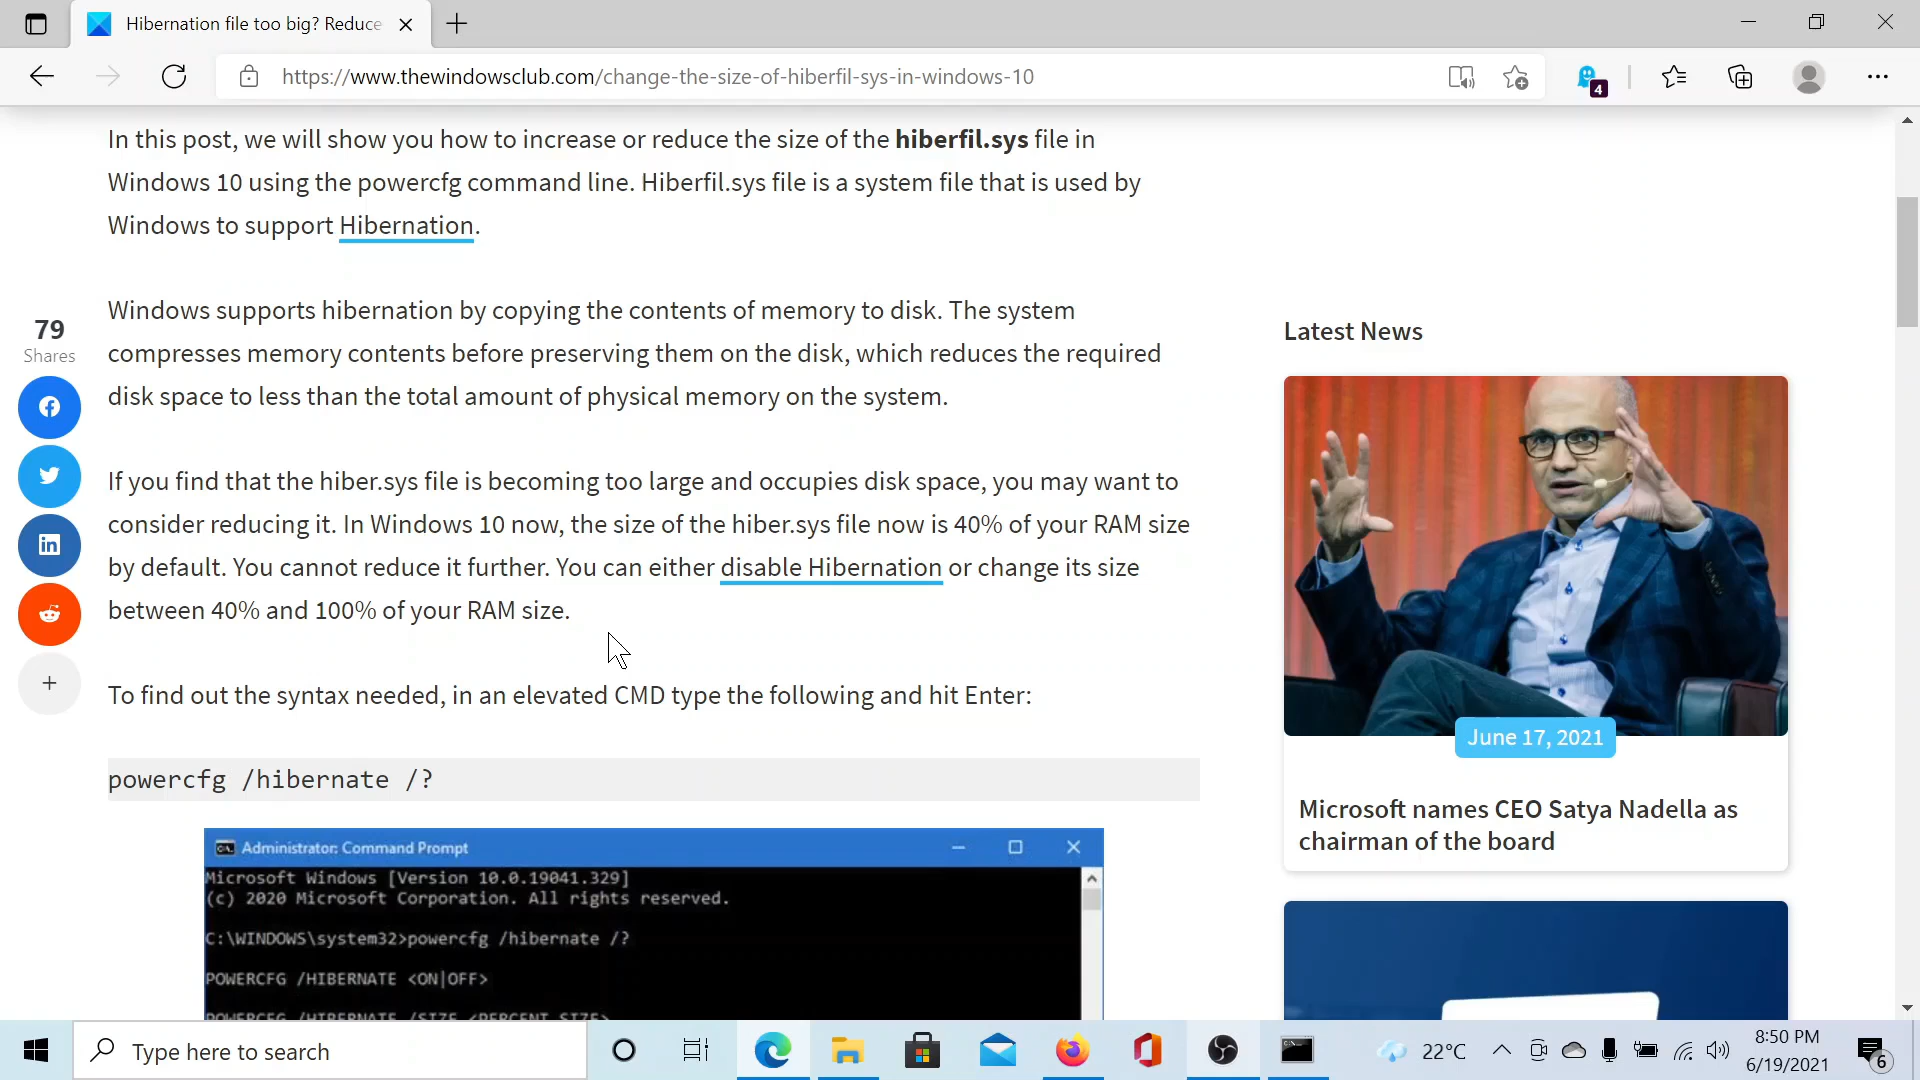 Hibernation file too big? Reduce
https://www.thewindowsclub.com/change-the-size-of-hiberfil-sys-in-windows-10
4
In this post, we will show you how to increase or reduce the size of the hiberfil.sys file in
Windows 10 using the powercfg command line. Hiberfil.sys file is a system file that is used by
Windows to support Hibernation.
Windows supports hibernation by copying the contents of memory to disk. The system
compresses memory contents before preserving them on the disk, which reduces the required
disk space to less than the total amount of physical memory on the system.
If you find that the hiber.sys file is becoming too large and occupies disk space, you may want to
consider reducing it. In Windows 10 now, the size of the hiber.sys file now is 40% of your RAM size
by default. You cannot reduce it further. You can either disable Hibernation or change its size
between 40% and 100% of your RAM size.
To find out the syntax needed, in an elevated CMD type the following and hit Enter:
powercfg /hibernate /?
Administrator: Command Prompt
Microsoft Windows [Version 10.0.19041.329]
(c) 2020 Microsoft Corporation. All rights reserved.
C:\WINDOWS\system32>powercfg /hibernate /?
POWERCFG /HIBERNATE <ON|OFF>
POWERCFG /HIBERNATE /SIZE <PERCENT_SIZE>
79
Shares
Latest News
June 17, 2021
Microsoft names CEO Satya Nadella as
chairman of the board
Type here to search
22°C
8:50 PM
6/19/2021
6